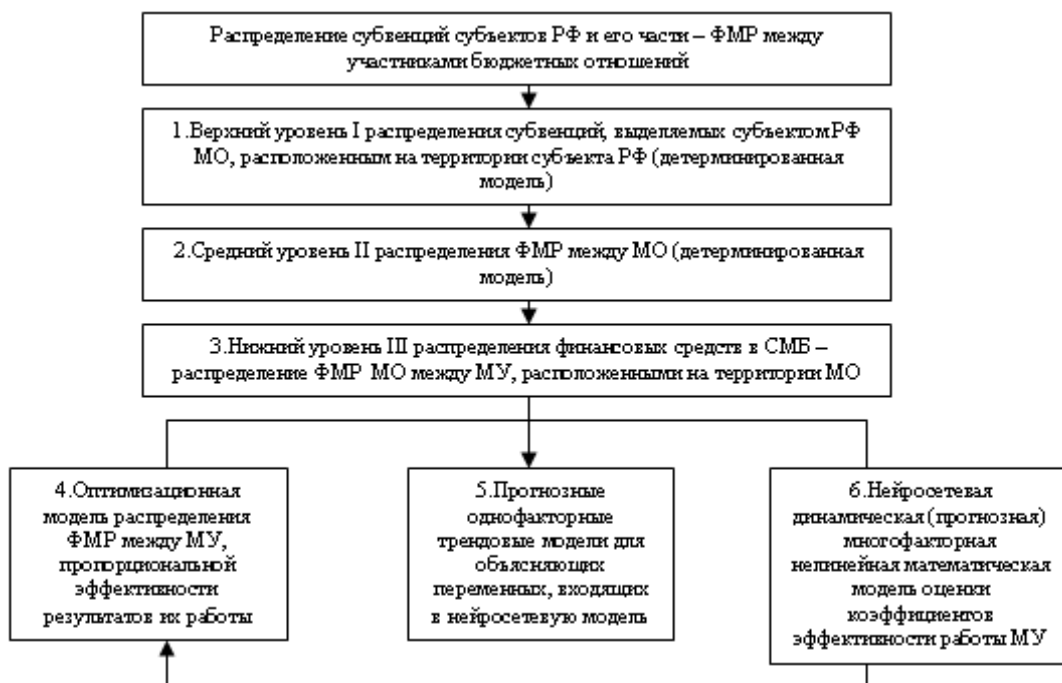 Распределение субвенций субъектов РФ и его части – ФМР между
участниками бюджетных отношений
1.Верхний уровень I распределения субвенций, выделяемых субъектом РФ
МО, расположенным на территории субъекта РФ (детерминированная
модель)
2.Средний уровень II распределения ФМР между МО (детерминированная
модель)
3.Нижний уровень III распределения финансовых средств в СМБ –
распределение ФМР МО между МУ, расположенными на территории МО
4.Оптимизационная
модель распределения
ФМР между МУ,
пропорциональной
эффективности
результатов их работы
5.Прогнозные
однофакторные
трендовые модели для
объясняющих
переменных, входящих
в нейросетевую модель
6.Нейросетевая
динамическая (прогнозная)
многофакторная
нелинейная математическая
модель оценки
коэффициентов
эффективности работы МУ